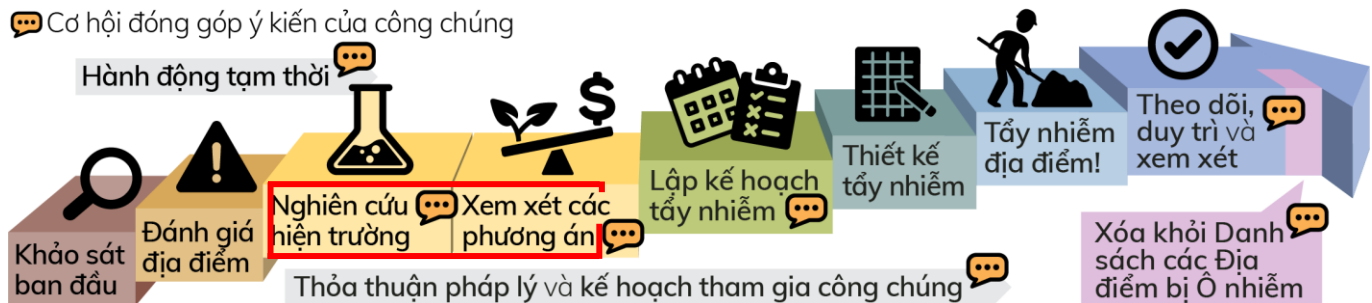 Cơ hội đóng góp ý kiến của công chúng
Hành động tạm thời
Khảo sát
ban đầu
Đánh giá
địa điểm
Nghiên cứu
hiện trường
Xem xét các
phương án
Lập kế hoạch
tẩy nhiễm
Thiết kế
tẩy nhiễm
Tẩy nhiễm
địa điểm!
Theo dõi,
duy trì và
xem xét
Xóa khỏi Danh
sách các Địa
điểm bị Ô nhiễm
Thỏa thuận pháp lý và kế hoạch tham gia công chúng